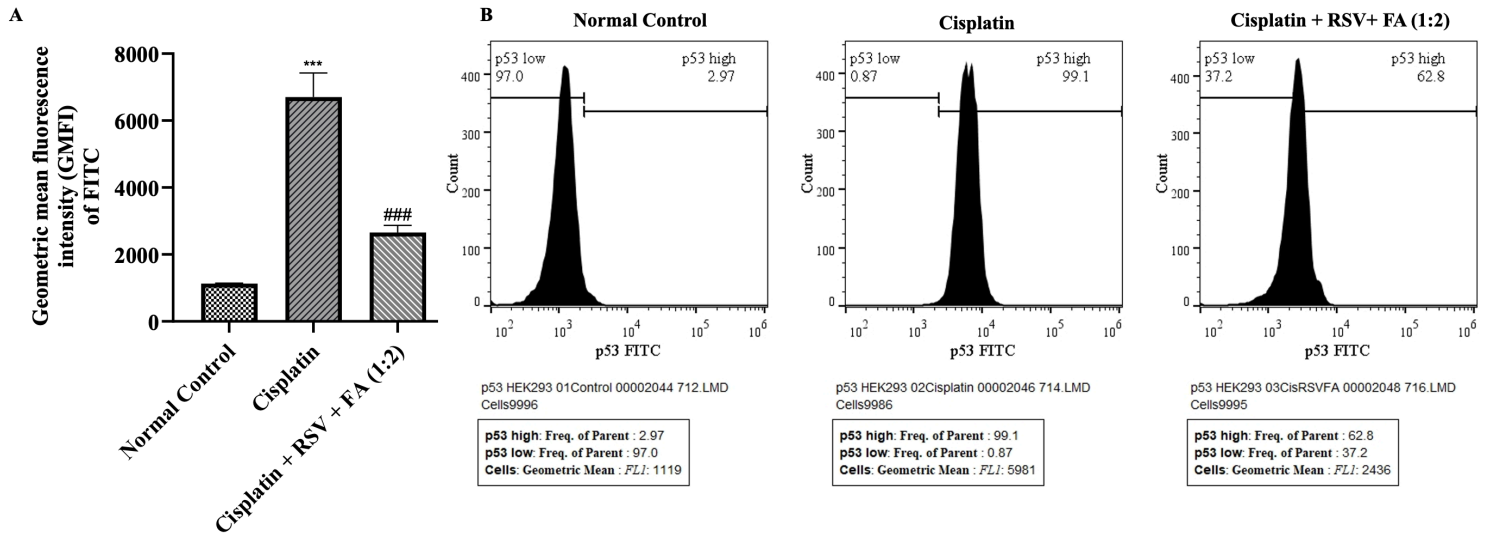 A
Geometric mean fluorescence
intensity (GMFI)
of FITC
8000
6000
4000
2000
0
***
###
Normal Control
Cisplatin
Cisplatin + RSV + FA (1:2)
B
Normal Control
p53 low
97.0
p53 high
2.97
Count
400
300
200
100
0
10^2
10^3
10^4
10^5
10^6
p53 FITC
p53 HEK293 01Control 00002044 712.LMD
Cells9996
p53 high: Freq. of Parent : 2.97
p53 low: Freq. of Parent : 97.0
Cells: Geometric Mean : FL1: 1119
Cisplatin
p53 low
0.87
p53 high
99.1
Count
400
300
200
100
0
10^2
10^3
10^4
10^5
10^6
p53 FITC
p53 HEK293 02Cisplatin 00002046 714.LMD
Cells9986
p53 high: Freq. of Parent : 99.1
p53 low: Freq. of Parent : 0.87
Cells: Geometric Mean : FL1: 5981
Cisplatin + RSV+ FA (1:2)
p53 low
37.2
p53 high
62.8
Count
400
300
200
100
0
10^2
10^3
10^4
10^5
10^6
p53 FITC
p53 HEK293 03CisRSVFA 00002048 716.LMD
Cells9995
p53 high: Freq. of Parent : 62.8
p53 low: Freq. of Parent : 37.2
Cells: Geometric Mean : FL1: 2436